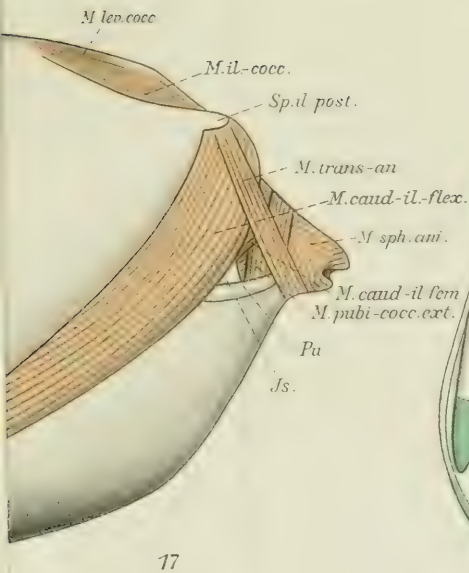 M lev.cocc
M.il-cocc.
Sp.il post.
M.trans-an
M.caud-il.-flex.
M sph.ani.
M.caud-il fem
M.pubi-cocc.ext.
Pu
Js.
17